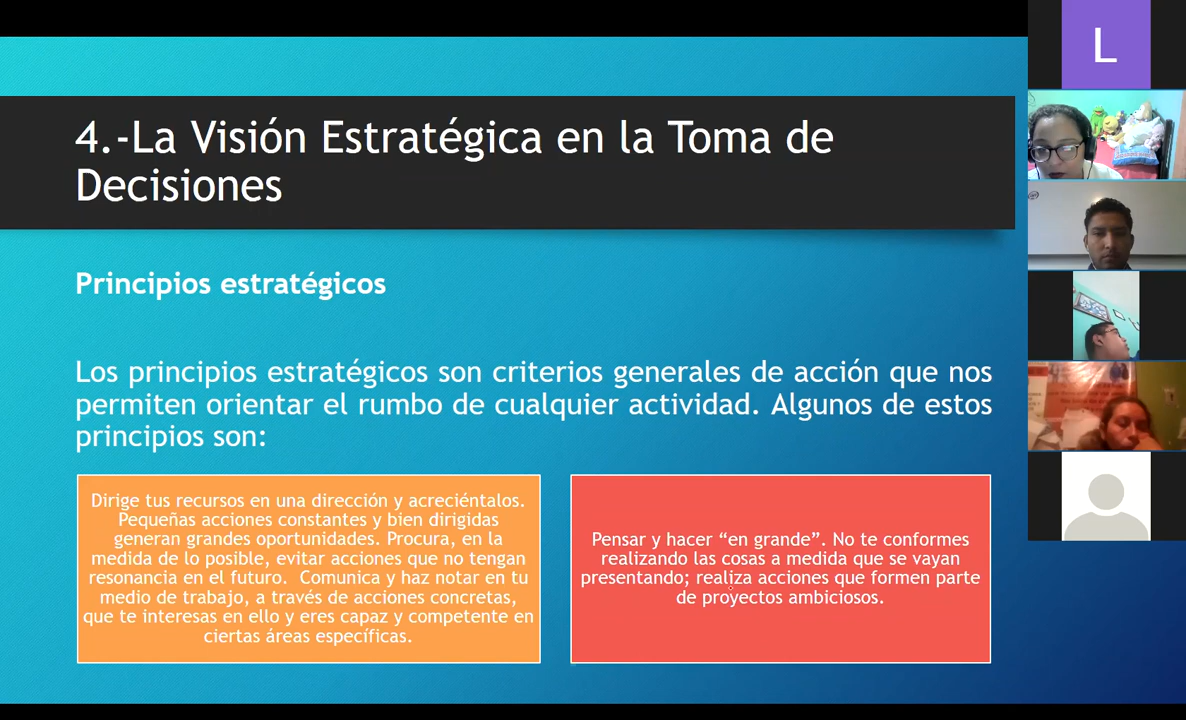 4.-La Visión Estratégica en la Toma de
Decisiones
Principios estratégicos
Los principios estratégicos son criterios generales de acción que nos
permiten orientar el rumbo de cualquier actividad. Algunos de estos
principios son:
Dirige tus recursos en una dirección y acreciéntalos.
Pequeñas acciones constantes y bien dirigidas
generan grandes oportunidades. Procura, en la
medida de lo posible, evitar acciones que no tengan
resonancia en el futuro. Comunica y haz notar en tu
medio de trabajo, a través de acciones concretas,
que te interesas en ello y eres capaz y competente en
ciertas áreas específicas.
Pensar y hacer “en grande”. No te conformes
realizando las cosas a medida que se vayan
presentando; realiza acciones que formen parte
de proyectos ambiciosos.
L